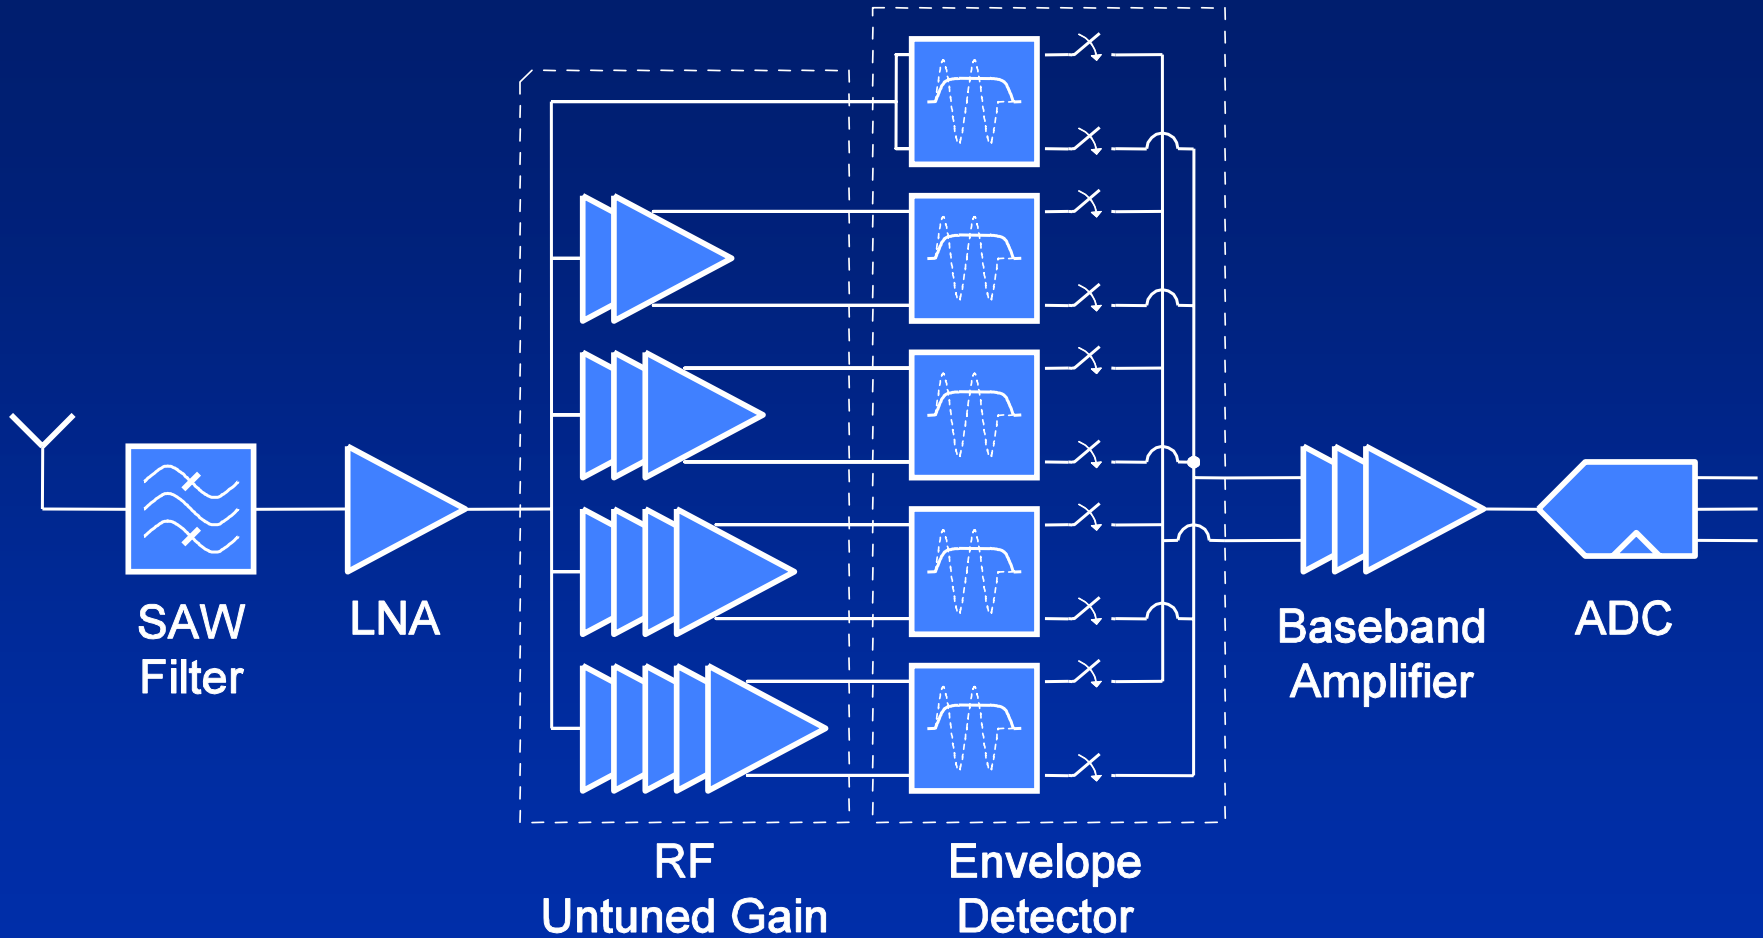 SAW
Filter
LNA
RF
Untuned Gain
Envelope
Detector
Baseband
Amplifier
ADC